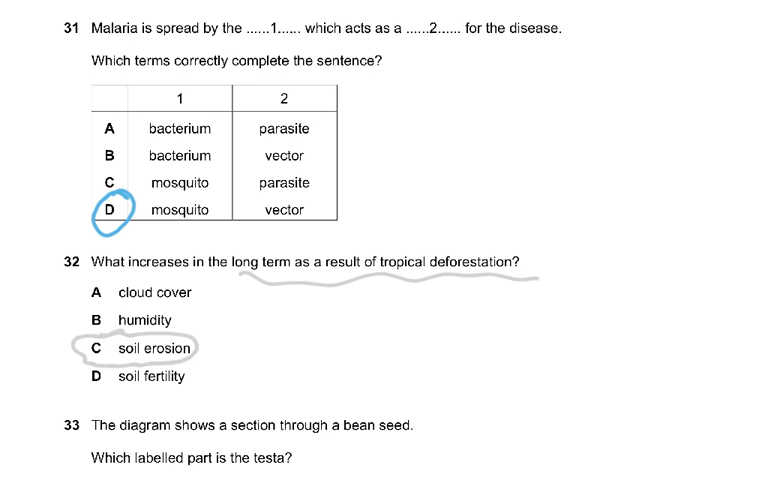 31 Malaria is spread by the ......1...... which acts as a ......2...... for the disease.
Which terms correctly complete the sentence?
1 2
A bacterium parasite
B bacterium vector
C mosquito parasite
D mosquito vector
32 What increases in the long term as a result of tropical deforestation?
A cloud cover
B humidity
C soil erosion
D soil fertility
33 The diagram shows a section through a bean seed.
Which labelled part is the testa?